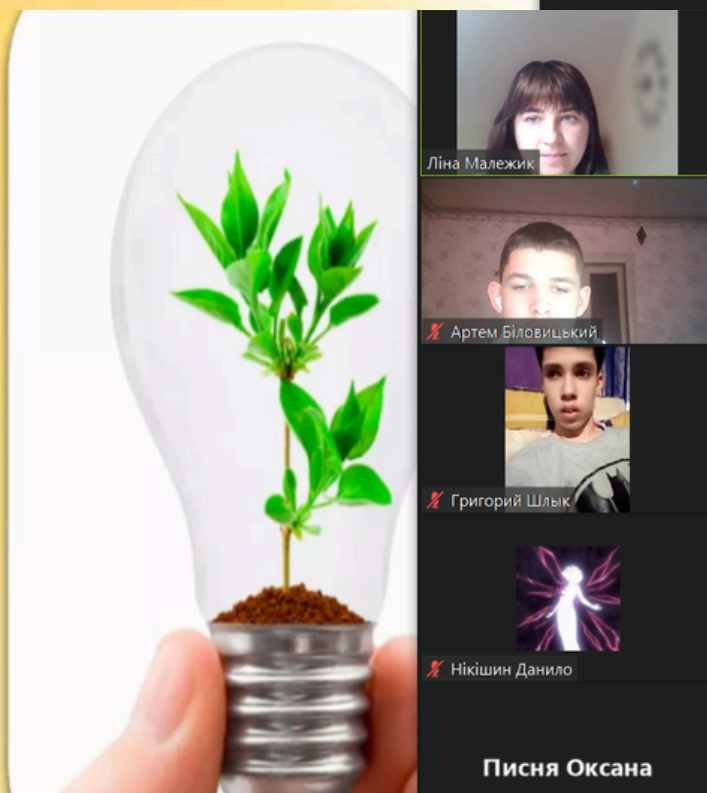 Ліна Малежик
Артем Біловицький
Григорий Шлык
Нікішин Данило
Писня Оксана